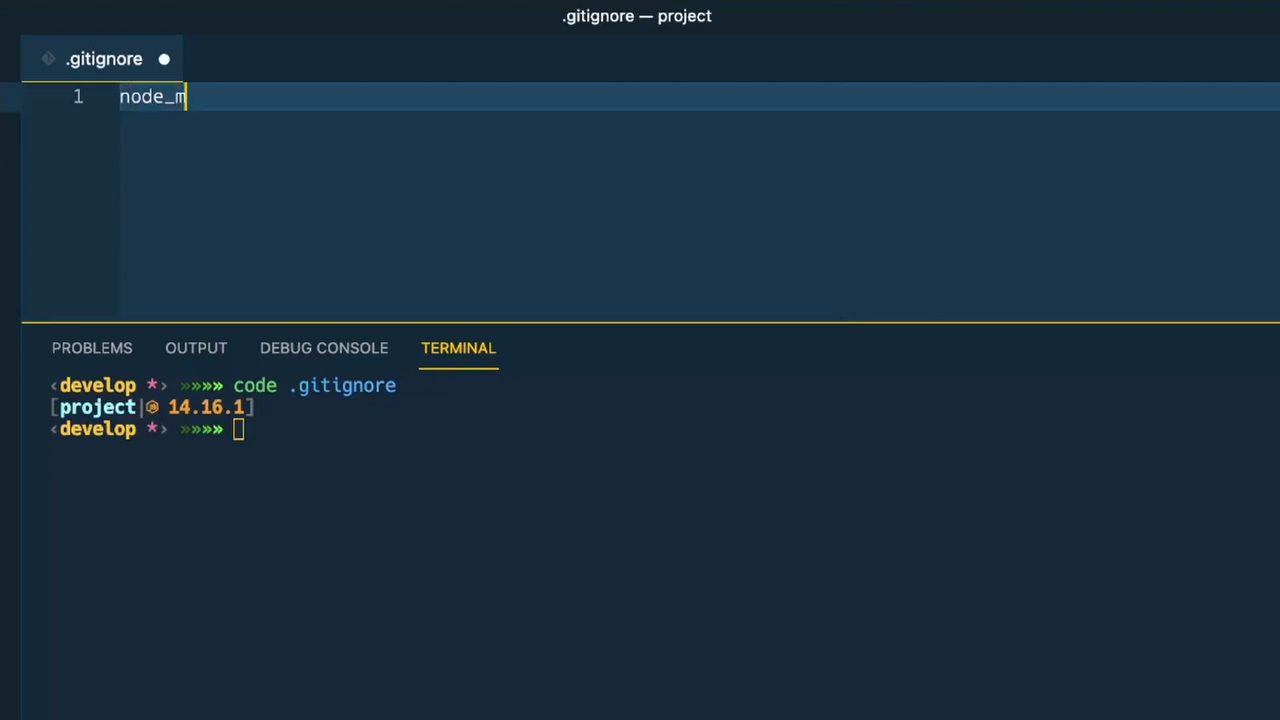 .gitignore — project
.gitignore
1 node_m
PROBLEMS OUTPUT DEBUG CONSOLE TERMINAL
‹develop *› »»»» code .gitignore
[project| 14.16.1]
‹develop *› »»»»